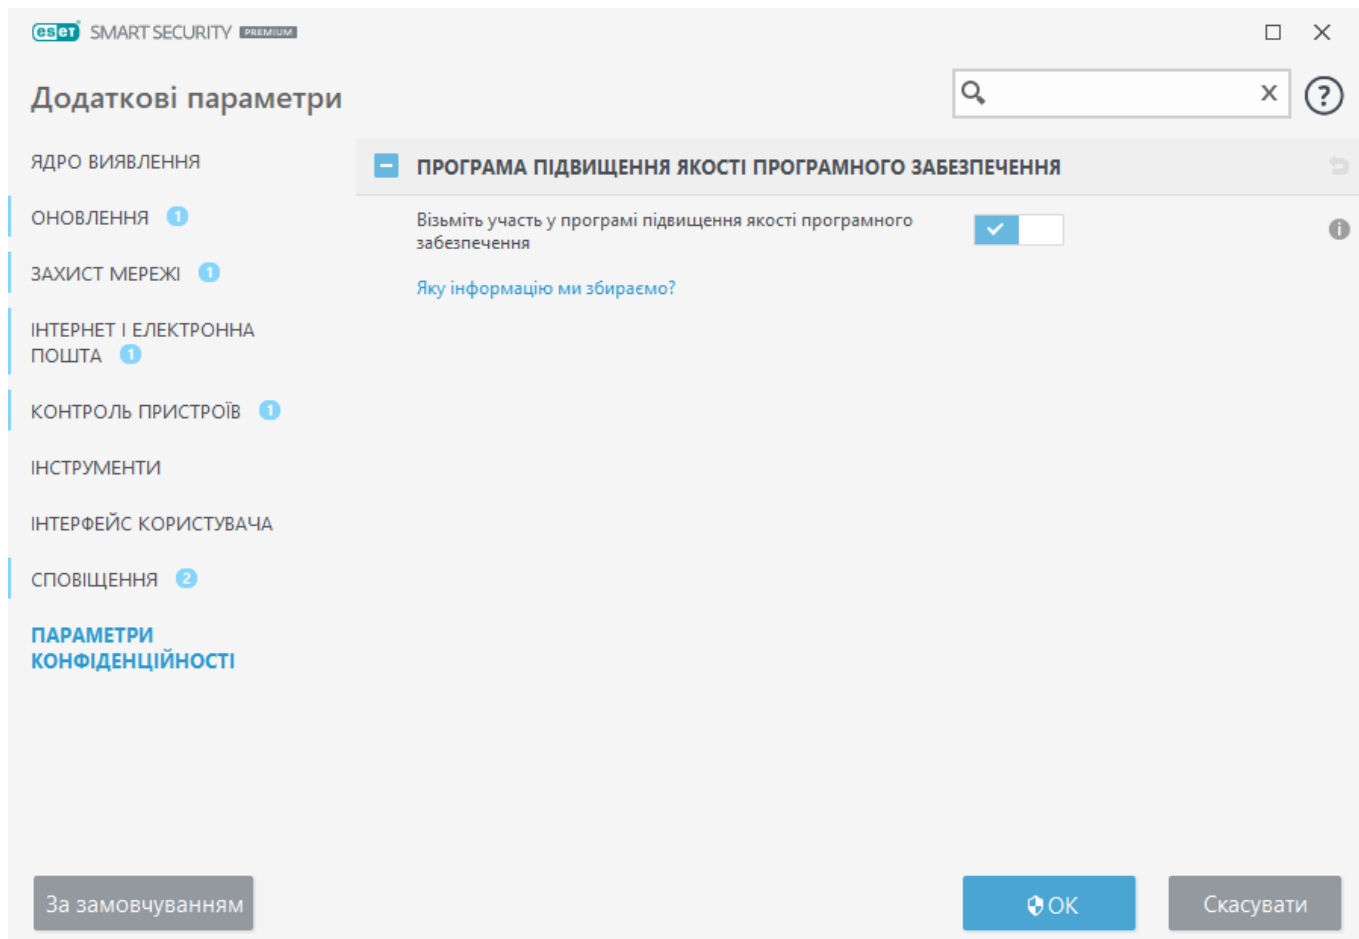 eset SMART SECURITY PREMIUM
Додаткові параметри
x
?
ЯДРО ВИЯВЛЕННЯ
ОНОВЛЕННЯ 1
ЗАХИСТ МЕРЕЖІ 1
ІНТЕРНЕТ І ЕЛЕКТРОННА
ПОШТА 1
КОНТРОЛЬ ПРИСТРОЇВ 1
ІНСТРУМЕНТИ
ІНТЕРФЕЙС КОРИСТУВАЧА
СПОВІЩЕННЯ 2
ПАРАМЕТРИ
КОНФІДЕНЦІЙНОСТІ
ПРОГРАМА ПІДВИЩЕННЯ ЯКОСТІ ПРОГРАМНОГО ЗАБЕЗПЕЧЕННЯ
Візьміть участь у програмі підвищення якості програмного
забезпечення
Яку інформацію ми збираємо?
За замовчуванням
ОК
Скасувати